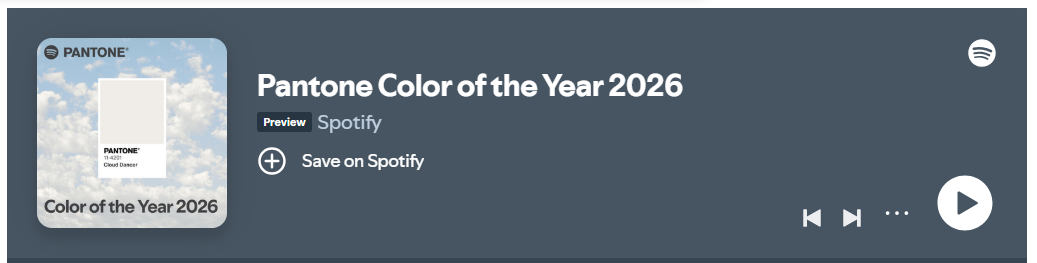 PANTONE®
PANTONE®
11-4201
Cloud Dancer
Color of the Year 2026
Pantone Color of the Year 2026
Preview Spotify
Save on Spotify